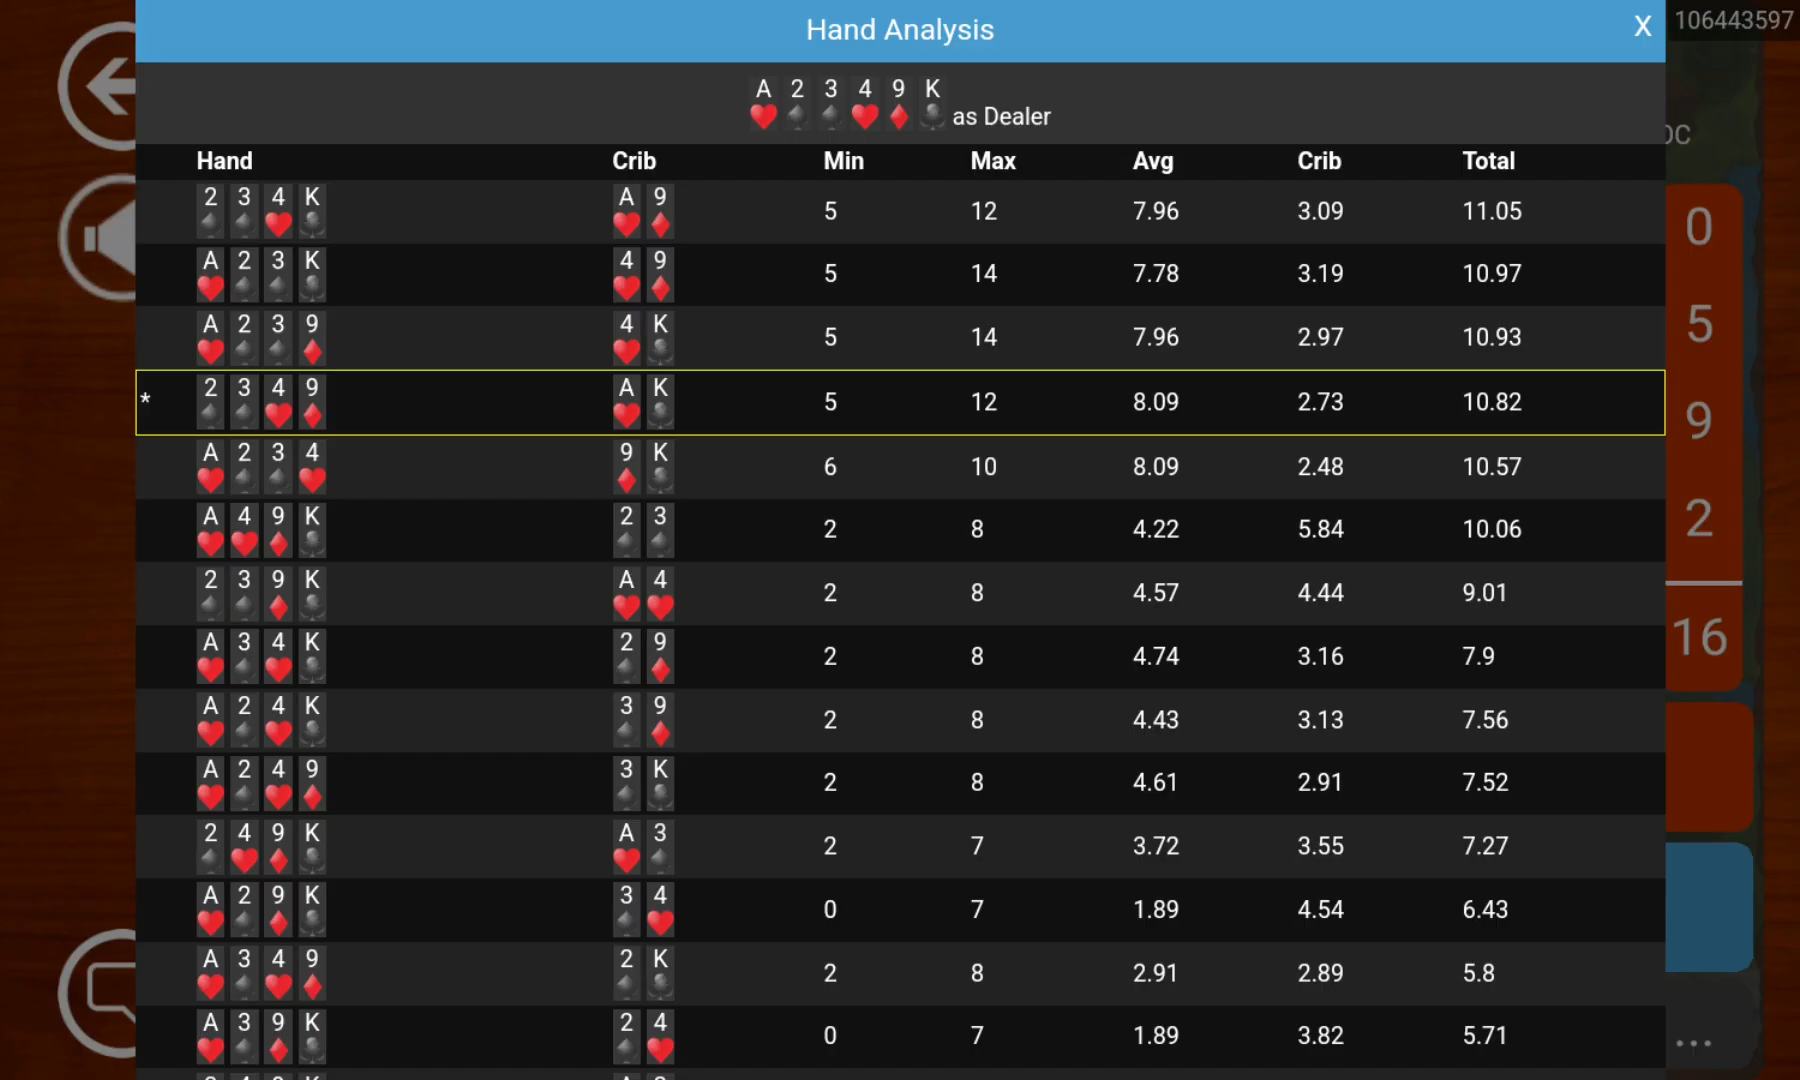 Hand Analysis
X
106443597
A 2 3 4 9 K
as Dealer
Hand Crib Min Max Avg Crib Total
2 3 4 K A 9 5 12 7.96 3.09 11.05
A 2 3 K 4 9 5 14 7.78 3.19 10.97
A 2 3 9 4 K 5 14 7.96 2.97 10.93
* 2 3 4 9 A K 5 12 8.09 2.73 10.82
A 2 3 4 9 K 6 10 8.09 2.48 10.57
A 4 9 K 2 3 2 8 4.22 5.84 10.06
2 3 9 K A 4 2 8 4.57 4.44 9.01
A 3 4 K 2 9 2 8 4.74 3.16 7.9
A 2 4 K 3 9 2 8 4.43 3.13 7.56
A 2 4 9 3 K 2 8 4.61 2.91 7.52
2 4 9 K A 3 2 7 3.72 3.55 7.27
A 2 9 K 3 4 0 7 1.89 4.54 6.43
A 3 4 9 2 K 2 8 2.91 2.89 5.8
A 3 9 K 2 4 0 7 1.89 3.82 5.71
0
5
9
2
16
...